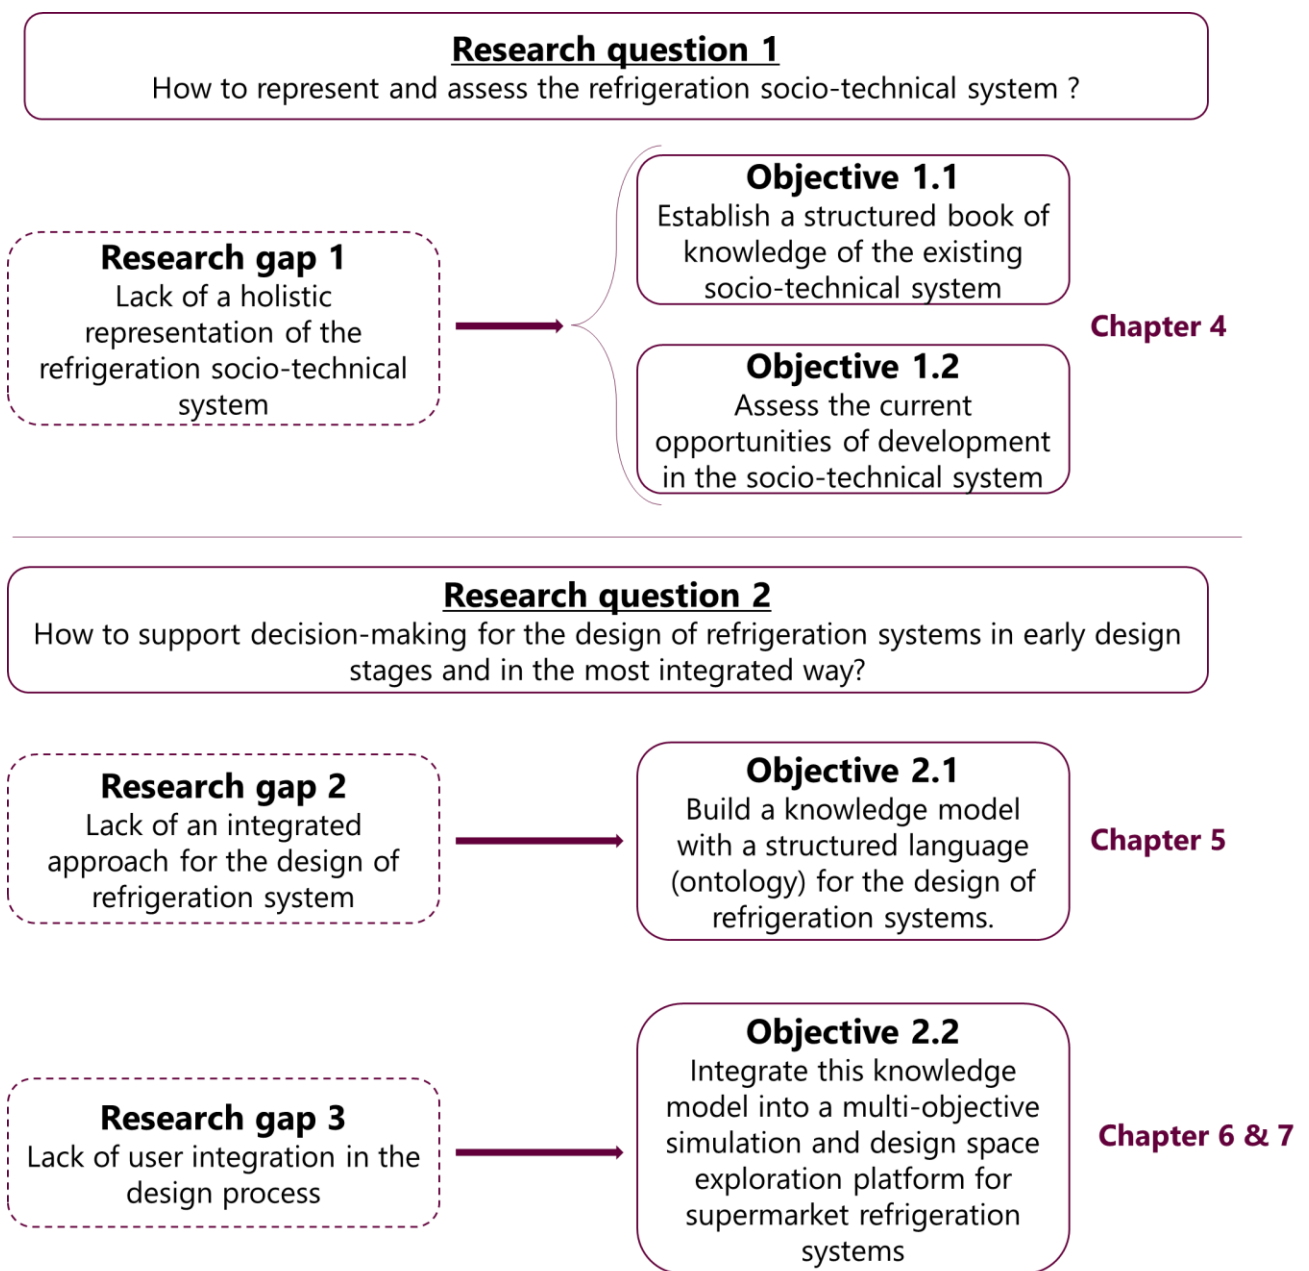 Research question 1
How to represent and assess the refrigeration socio-technical system ?
Research gap 1
Lack of a holistic
representation of the
refrigeration socio-technical
system
Objective 1.1
Establish a structured book of
knowledge of the existing
socio-technical system
Objective 1.2
Assess the current
opportunities of development
in the socio-technical system
Chapter 4
Research question 2
How to support decision-making for the design of refrigeration systems in early design
stages and in the most integrated way?
Research gap 2
Lack of an integrated
approach for the design of
refrigeration system
Objective 2.1
Build a knowledge model
with a structured language
(ontology) for the design of
refrigeration systems.
Chapter 5
Research gap 3
Lack of user integration in the
design process
Objective 2.2
Integrate this knowledge
model into a multi-objective
simulation and design space
exploration platform for
supermarket refrigeration
systems
Chapter 6 & 7